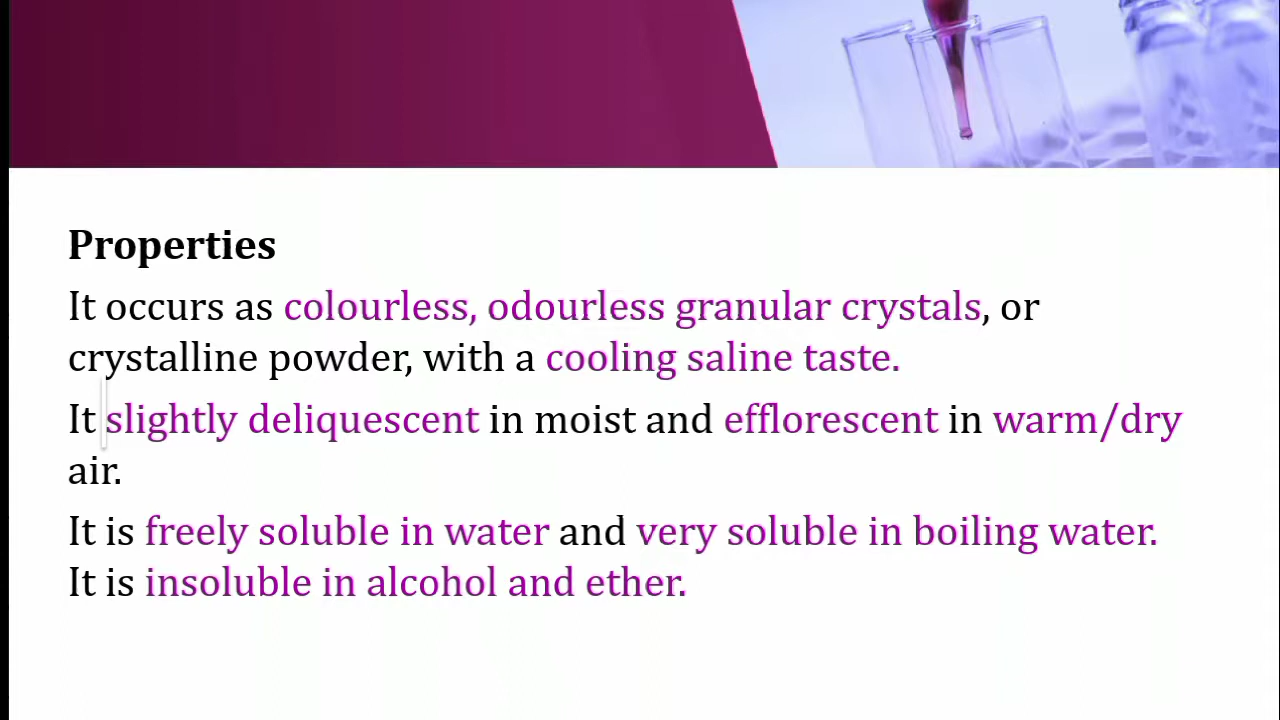 Properties
It occurs as colourless, odourless granular crystals, or
crystalline powder, with a cooling saline taste.
It slightly deliquescent in moist and efflorescent in warm/dry
air.
It is freely soluble in water and very soluble in boiling water.
It is insoluble in alcohol and ether.